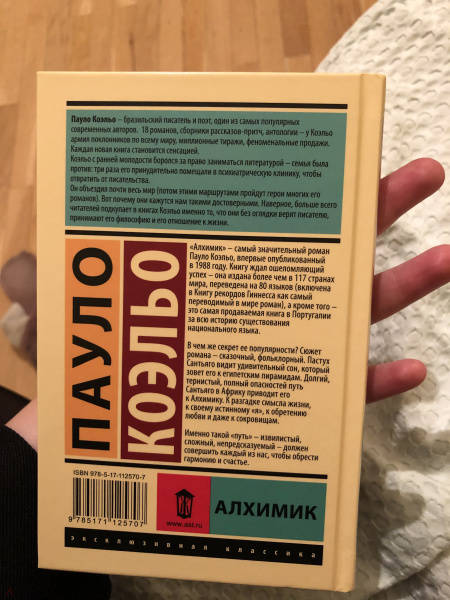 Пауло Коэльо – бразильский писатель и поэт, один из самых популярных
современных авторов. 18 романов, сборники рассказов-притч, антологии – у Коэльо
армия поклонников по всему миру, миллионные тиражи, феноменальные продажи.
Каждая новая книга становится сенсацией.
Коэльо с ранней молодости боролся за право заниматься литературой – семья была
против: три раза его принудительно помещали в психиатрическую клинику, чтобы
отвратить от писательства.
Он объездил почти весь мир (потом этими маршрутами пройдут герои многих его
романов). Вот почему они кажутся нам такими достоверными. Наверное, больше всего
читателей подкупает в книгах Коэльо именно то, что они без оглядки верят писателю,
принимают его философию и его отношение к жизни.
ПАУЛО
КОЭЛЬО
«Алхимик» – самый значительный роман
Пауло Коэльо, впервые опубликованный
в 1988 году. Книгу ждал ошеломляющий
успех – она издана более чем в 117 странах
мира, переведена на 80 языков (включена
в Книгу рекордов Гиннесса как самый
переводимый в мире роман), а кроме того –
это самая продаваемая книга в Португалии
за всю историю существования
национального языка.
В чем же секрет ее популярности? Сюжет
романа – сказочный, фольклорный. Пастух
Сантьяго видит удивительный сон, который
зовет его к египетским пирамидам. Долгий,
тернистый, полный опасностей путь
Сантьяго в Африку приводит его
к Алхимику. К разгадке смысла жизни,
к своему истинному «я», к обретению
любви и даже к сокровищам.
Именно такой «путь» – извилистый,
сложный, непредсказуемый – должен
совершить каждый из нас, чтобы обрести
гармонию и счастье.
ISBN 978-5-17-112570-7
9 785171 125707
www.ast.ru
АЛХИМИК
эксклюзивная классика